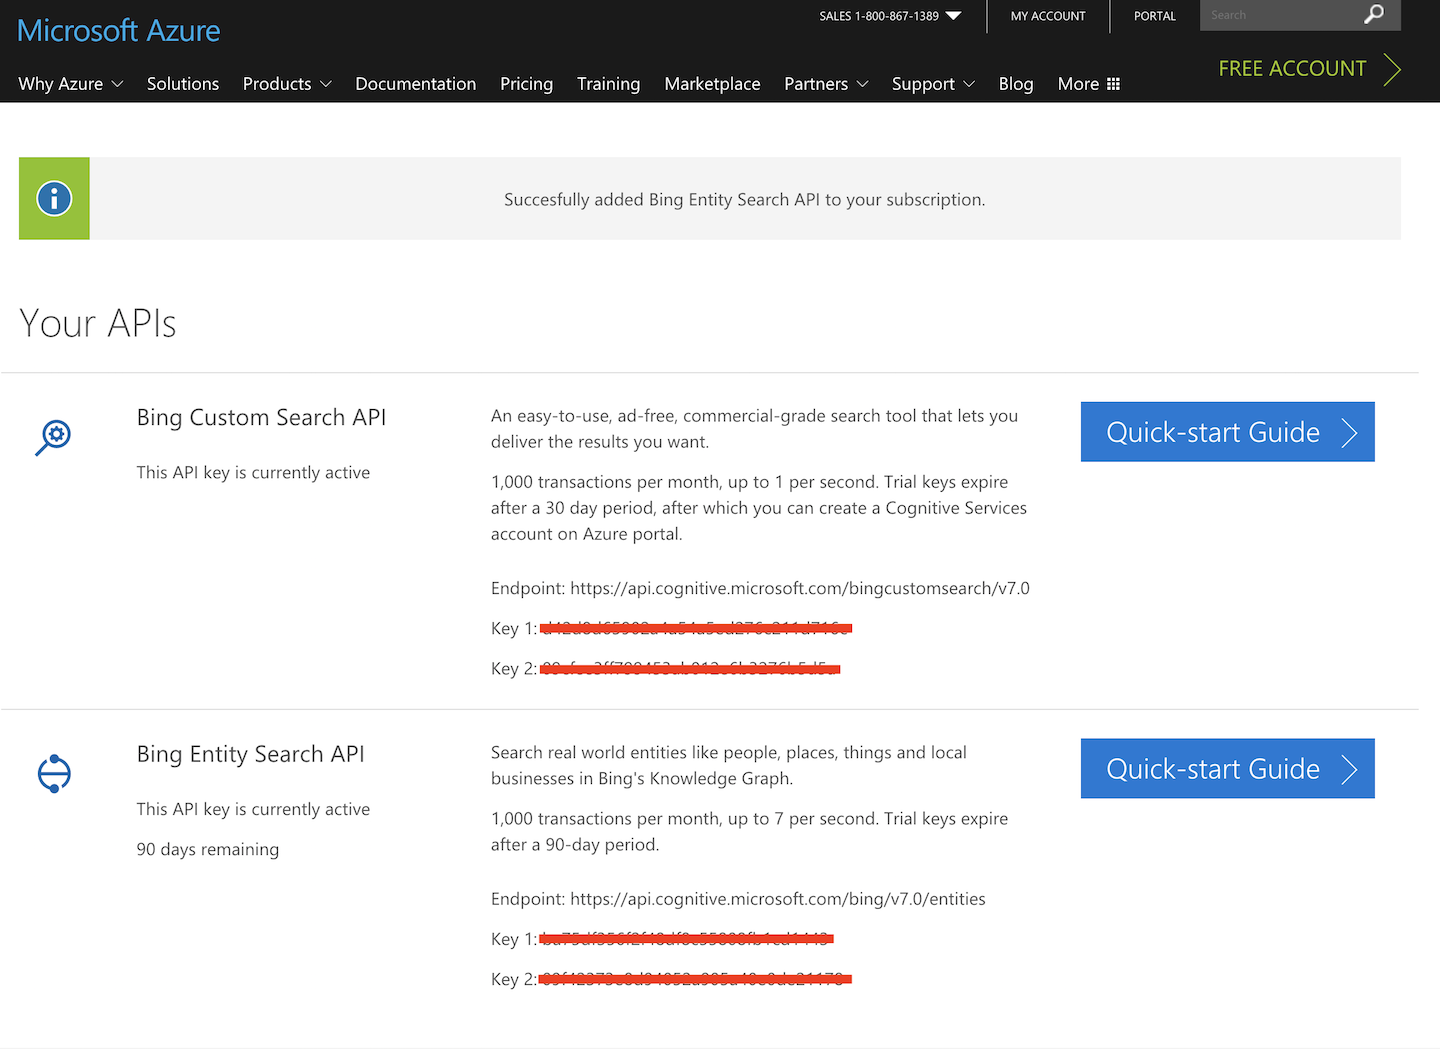 Microsoft Azure
SALES 1-800-867-1389
MY ACCOUNT
PORTAL
Search
FREE ACCOUNT
Why Azure
Solutions
Products
Documentation
Pricing
Training
Marketplace
Partners
Support
Blog
More
Succesfully added Bing Entity Search API to your subscription.
Your APIs
Bing Custom Search API
This API key is currently active
An easy-to-use, ad-free, commercial-grade search tool that lets you
deliver the results you want.
1,000 transactions per month, up to 1 per second. Trial keys expire
after a 30 day period, after which you can create a Cognitive Services
account on Azure portal.
Endpoint: https://api.cognitive.microsoft.com/bingcustomsearch/v7.0
Key 1:
Key 2:
Quick-start Guide
Bing Entity Search API
This API key is currently active
90 days remaining
Search real world entities like people, places, things and local
businesses in Bing's Knowledge Graph.
1,000 transactions per month, up to 7 per second. Trial keys expire
after a 90-day period.
Endpoint: https://api.cognitive.microsoft.com/bing/v7.0/entities
Key 1:
Key 2:
Quick-start Guide